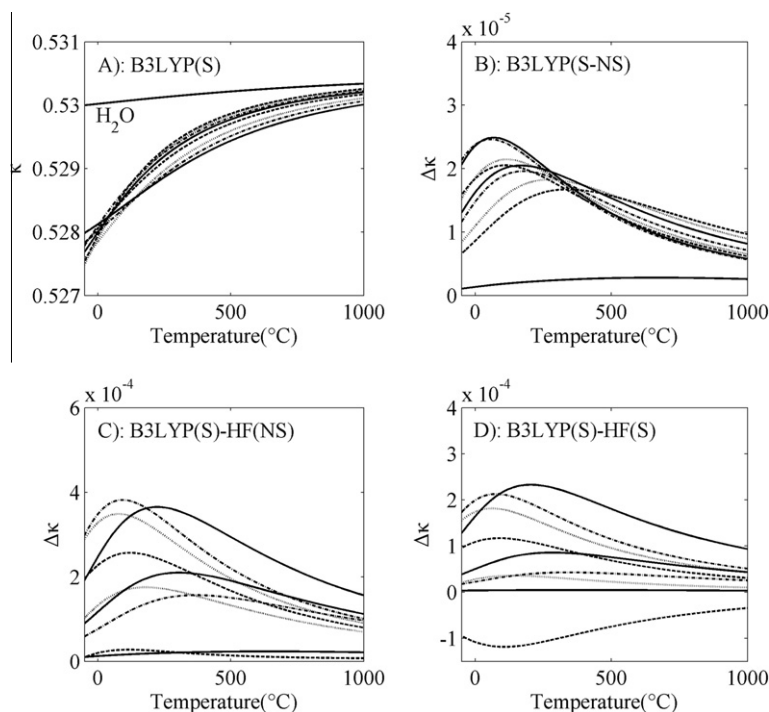 0.531
A): B3LYP(S)
0.53
H₂O
0.529
κ
0.528
0.527
0 500 1000
Temperature(°C)
x 10⁻⁵
4
B): B3LYP(S-NS)
3
2
Δκ
1
0
0 500 1000
Temperature(°C)
x 10⁻⁴
6
C): B3LYP(S)-HF(NS)
4
Δκ
2
0
0 500 1000
Temperature(°C)
x 10⁻⁴
4
D): B3LYP(S)-HF(S)
3
2
Δκ
1
0
-1
0 500 1000
Temperature(°C)